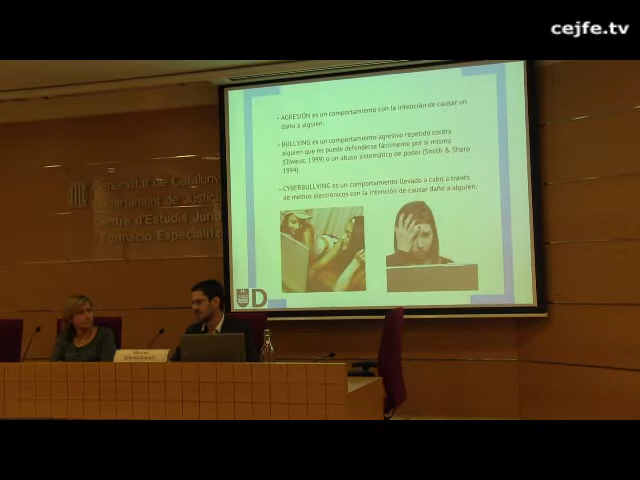 cejfe.tv
• AGRESIÓN es un comportamiento con la intención de causar un
daño a alguien.
• BULLYING es un comportamiento agresivo repetido contra
alguien que no puede defenderse fácilmente por si mismo
(Olweus, 1999) o un abuso sistemático de poder (Smith & Sharp
1994).
• CYBERBULLYING es un comportamiento llevado a cabo a través
de medios electrónicos con la intención de causar daño a alguien.
Generalitat de Catalunya
Departament de Justícia
Centre d'Estudis Juríd
i Formació Especialitza
D